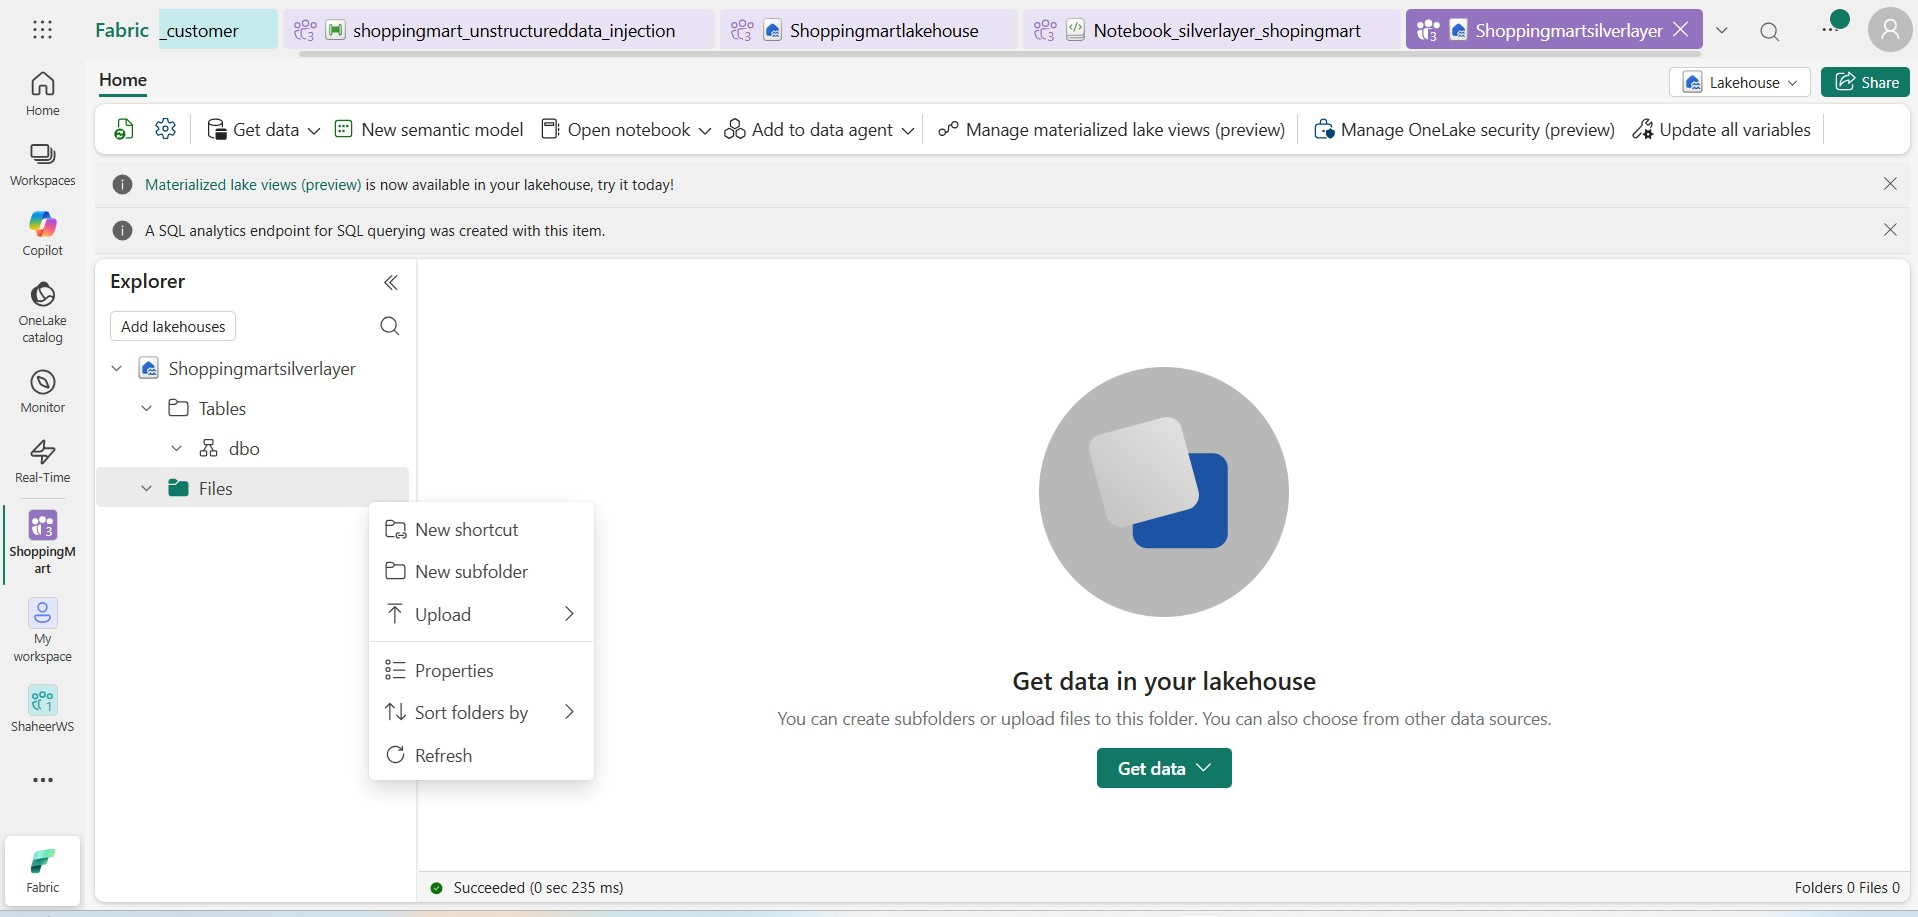 Fabric
_customer
3
shoppingmart_unstructureddata_injection
3
Shoppingmartlakehouse
3
Notebook_silverlayer_shopingmart
3
Shoppingmartsilverlayer
Home
Lakehouse
Share
Get data
New semantic model
Open notebook
Add to data agent
Manage materialized lake views (preview)
Manage OneLake security (preview)
Update all variables
Materialized lake views (preview) is now available in your lakehouse, try it today!
A SQL analytics endpoint for SQL querying was created with this item.
Home
Workspaces
Copilot
OneLake
catalog
Monitor
Real-Time
3
ShoppingM
art
My
workspace
1
ShaheerWS
Fabric
Explorer
Add lakehouses
Shoppingmartsilverlayer
Tables
dbo
Files
New shortcut
New subfolder
Upload
Properties
Sort folders by
Refresh
Get data in your lakehouse
You can create subfolders or upload files to this folder. You can also choose from other data sources.
Get data
Succeeded (0 sec 235 ms)
Folders 0 Files 0